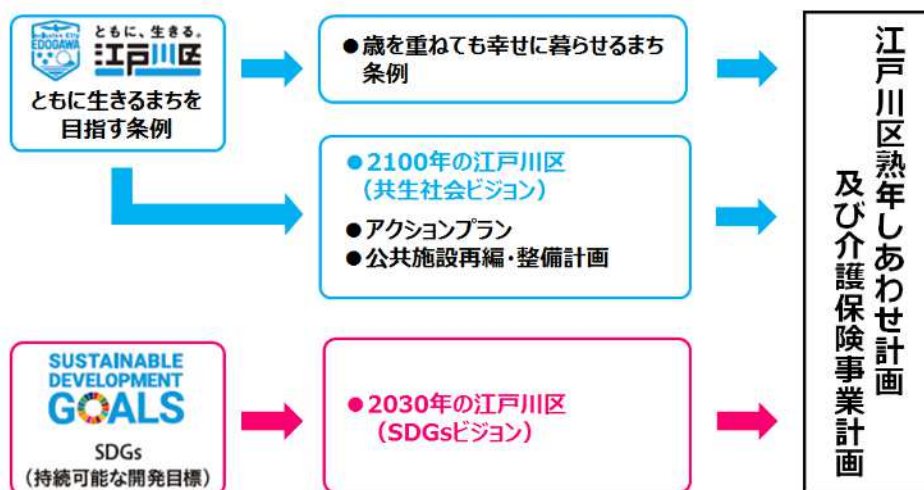 EDOGAWA
ともに、生きる。
江戸川区
ともに生きるまちを
目指す条例
●歳を重ねても幸せに暮らせるまち
条例
●2100年の江戸川区
(共生社会ビジョン)
●アクションプラン
●公共施設再編・整備計画
SUSTAINABLE
DEVELOPMENT
GOALS
SDGs
(持続可能な開発目標)
●2030年の江戸川区
(SDGsビジョン)
江戸川区熟年しあわせ計画
及び介護保険事業計画